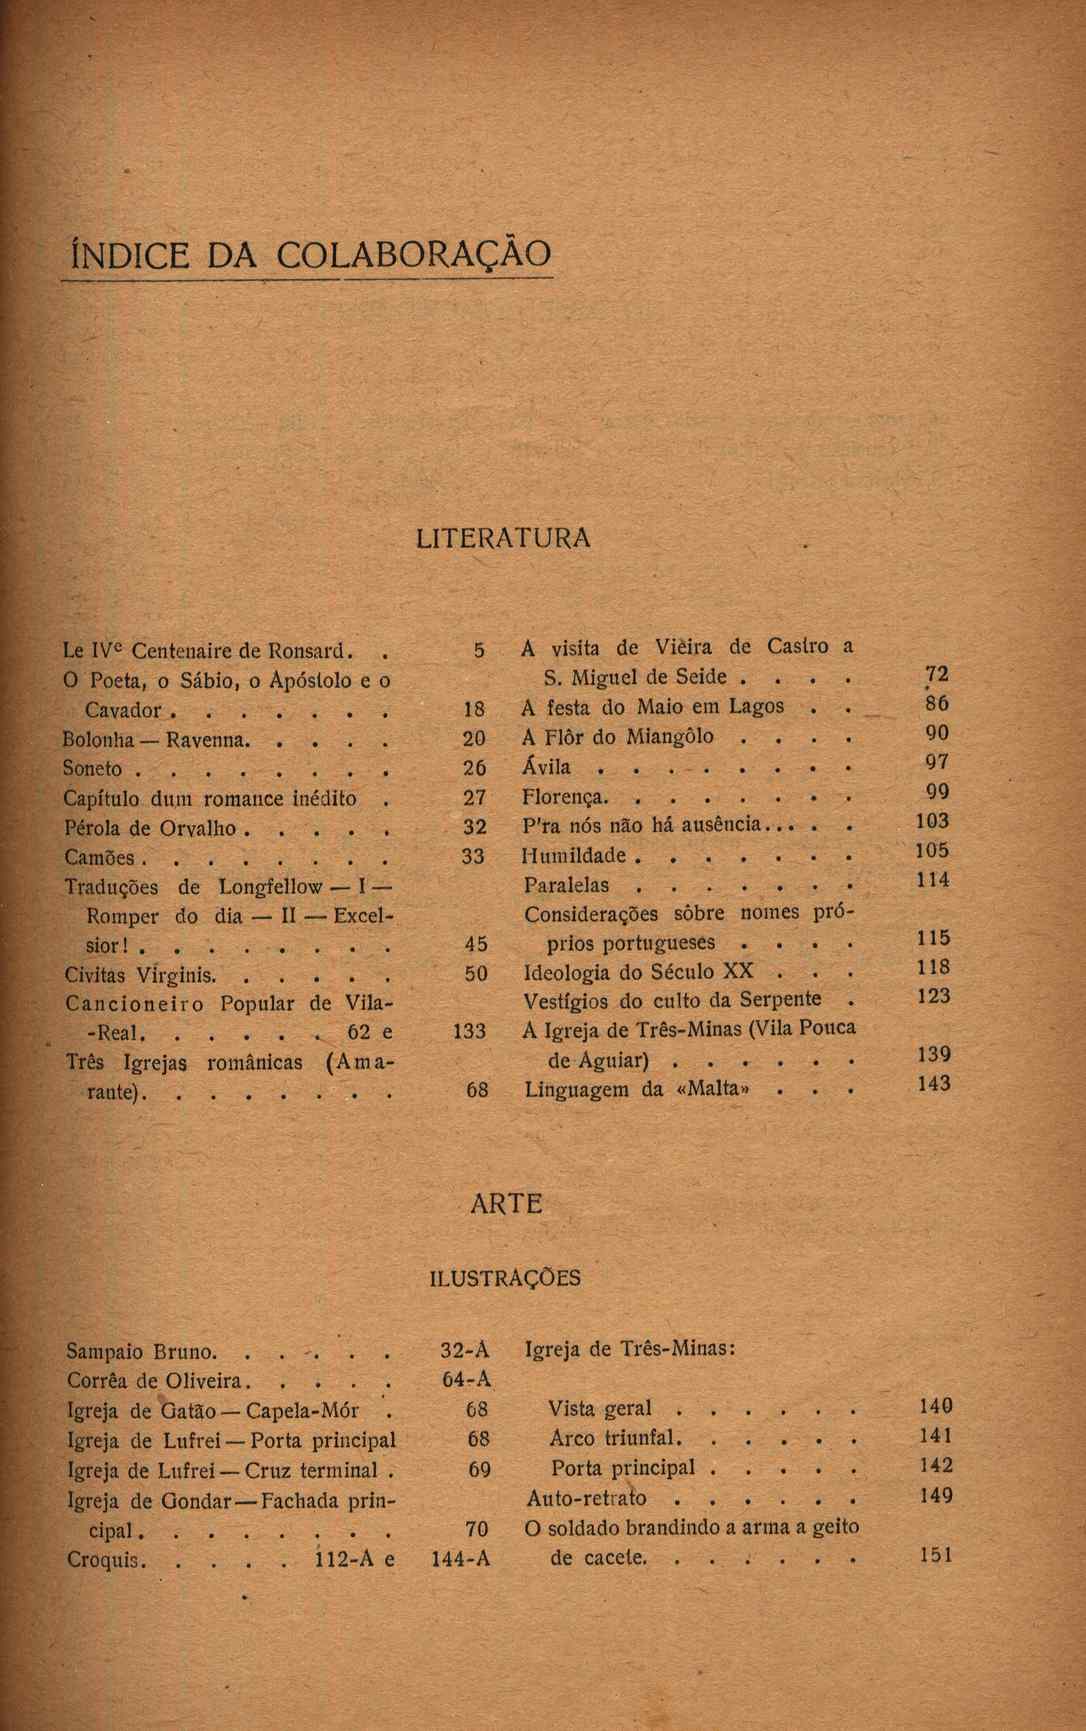 ÍNDICE DA COLABORAÇÃO
LITERATURA
Le IVe Centenaire de Ronsard. . 5
O Poeta, o Sábio, o Apóstolo e o
Cavador . . . . . . . 18
Bolonha — Ravenna. . . . . 20
Soneto . . . . . . . . 26
Capítulo dum romance inédito . 27
Pérola de Orvalho . . . . . 32
Camões . . . . . . . . 33
Traduções de Longfellow — I —
Romper do dia — II — Excel-
sior! . . . . . . . . 45
Civitas Virginis. . . . . . 50
Cancioneiro Popular de Vila-
-Real. . . . . . . 62 e 133
Três Igrejas românicas (Ama-
rante). . . . . . . . 68
A visita de Vieira de Castro a
S. Miguel de Seide . . . . 72
A festa do Maio em Lagos . . 86
A Flôr do Miangôlo . . . . 90
Ávila . . . . . . . . 97
Florença. . . . . . . . 99
P'ra nós não há ausência... . . 103
Humildade . . . . . . . 105
Paralelas . . . . . . . 114
Considerações sôbre nomes pró-
prios portugueses . . . . 115
Ideologia do Século XX . . . 118
Vestígios do culto da Serpente . 123
A Igreja de Três-Minas (Vila Pouca
de Aguiar) . . . . . . 139
Linguagem da «Malta» . . . 143
ARTE
ILUSTRAÇÕES
Sampaio Bruno. . . . . . 32-A
Corrêa de Oliveira. . . . . 64-A
Igreja de Gatão — Capela-Mór . 68
Igreja de Lufrei — Porta principal 68
Igreja de Lufrei — Cruz terminal . 69
Igreja de Gondar — Fachada prin-
cipal . . . . . . . . 70
Croquis. . . . . 112-A e 144-A
Igreja de Três-Minas:
Vista geral . . . . . . 140
Arco triunfal. . . . . . 141
Porta principal . . . . . 142
Auto-retrato . . . . . . 149
O soldado brandindo a arma a geito
de cacete. . . . . . . 151